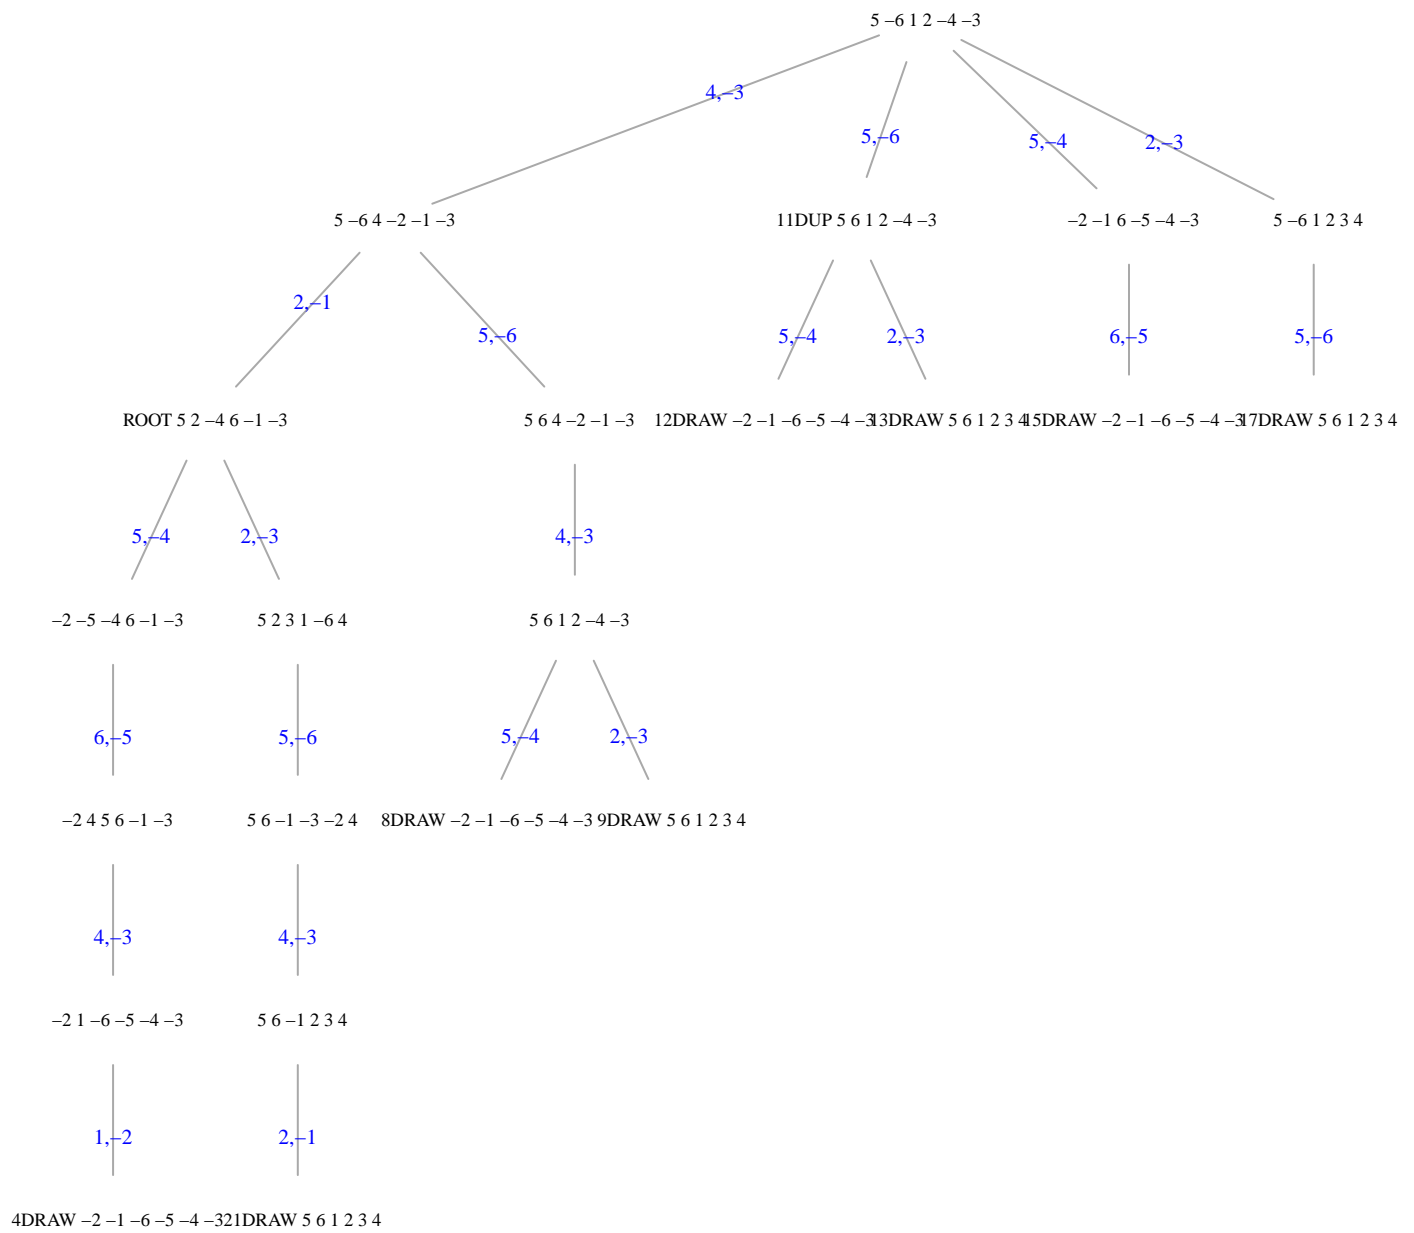 5 –6 1 2 –4 –3
4,–3
5,–6
5,–4
2,–3
5 –6 4 –2 –1 –3
11DUP 5 6 1 2 –4 –3
–2 –1 6 –5 –4 –3
5 –6 1 2 3 4
2,–1
5,–6
5,–4
2,–3
6,–5
5,–6
ROOT 5 2 –4 6 –1 –3
5 6 4 –2 –1 –3
12DRAW –2 –1 –6 –5 –4 –3
13DRAW 5 6 1 2 3 4
15DRAW –2 –1 –6 –5 –4 –3
17DRAW 5 6 1 2 3 4
5,–4
2,–3
4,–3
–2 –5 –4 6 –1 –3
5 2 3 1 –6 4
5 6 1 2 –4 –3
6,–5
5,–6
5,–4
2,–3
–2 4 5 6 –1 –3
5 6 –1 –3 –2 4
8DRAW –2 –1 –6 –5 –4 –3
9DRAW 5 6 1 2 3 4
4,–3
4,–3
–2 1 –6 –5 –4 –3
5 6 –1 2 3 4
1,–2
2,–1
4DRAW –2 –1 –6 –5 –4 –3
21DRAW 5 6 1 2 3 4